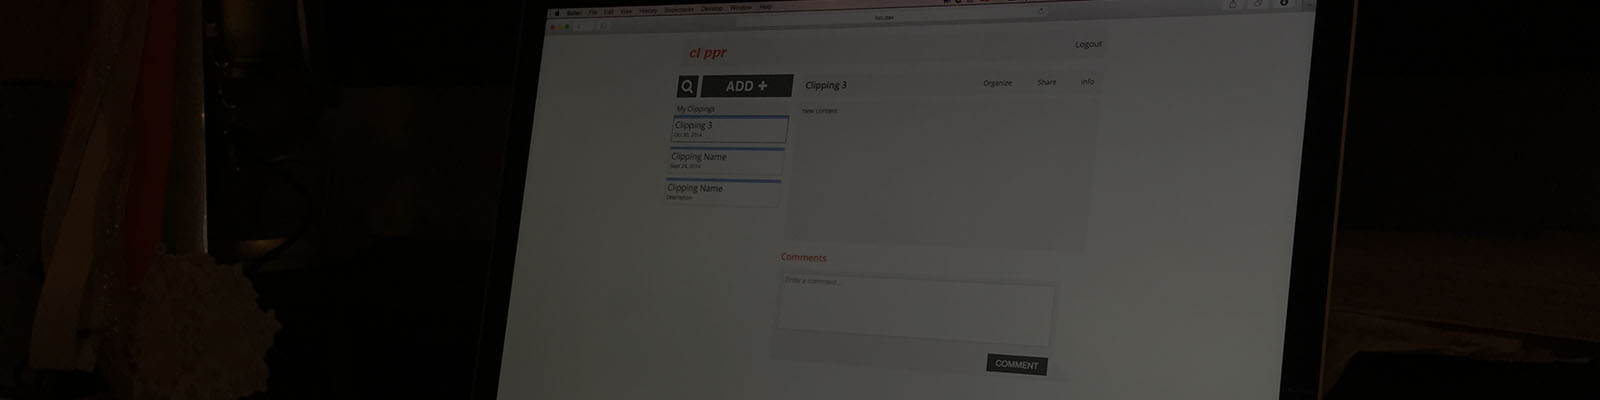 Safari File Edit View History Bookmarks Develop Window Help
cl ppr
Logout
ADD +
Clipping 3
Organize Share info
My Clippings
new content
Clipping 3
Oct 30, 2014
Clipping Name
Sept 24, 2014
Clipping Name
Description
Comments
Enter a comment...
COMMENT